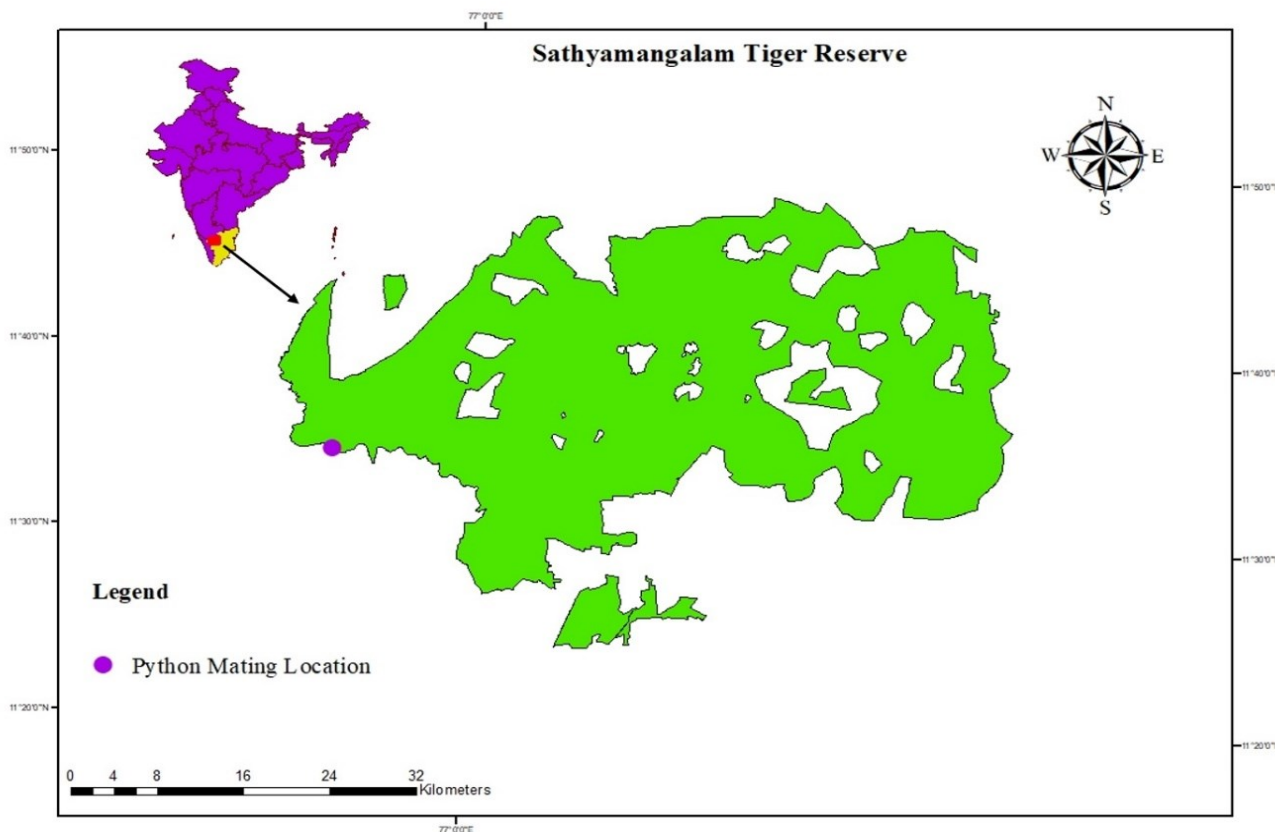 77°0'0"E
Sathyamangalam Tiger Reserve
N
W E
S
11°50'0"N
11°50'0"N
11°40'0"N
11°40'0"N
11°30'0"N
11°30'0"N
11°20'0"N
11°20'0"N
Legend
Python Mating Location
0 4 8 16 24 32
Kilometers
77°0'0"E